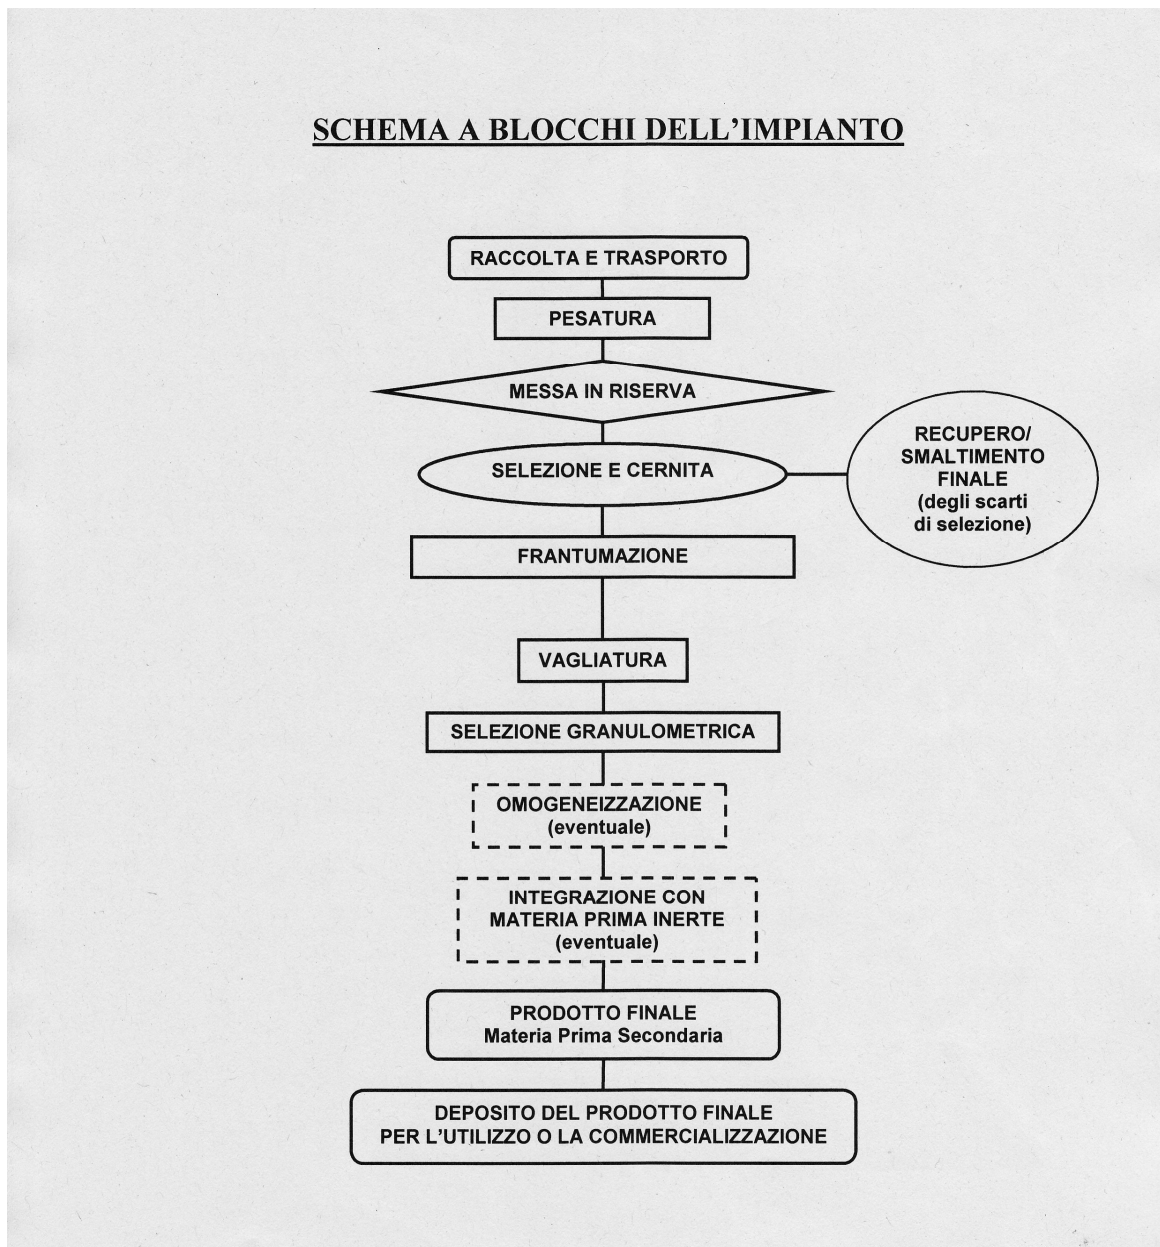 SCHEMA A BLOCCHI DELL'IMPIANTO
RACCOLTA E TRASPORTO
PESATURA
MESSA IN RISERVA
SELEZIONE E CERNITA
RECUPERO/
SMALTIMENTO
FINALE
(degli scarti
di selezione)
FRANTUMAZIONE
VAGLIATURA
SELEZIONE GRANULOMETRICA
OMOGENEIZZAZIONE
(eventuale)
INTEGRAZIONE CON
MATERIA PRIMA INERTE
(eventuale)
PRODOTTO FINALE
Materia Prima Secondaria
DEPOSITO DEL PRODOTTO FINALE
PER L'UTILIZZO O LA COMMERCIALIZZAZIONE